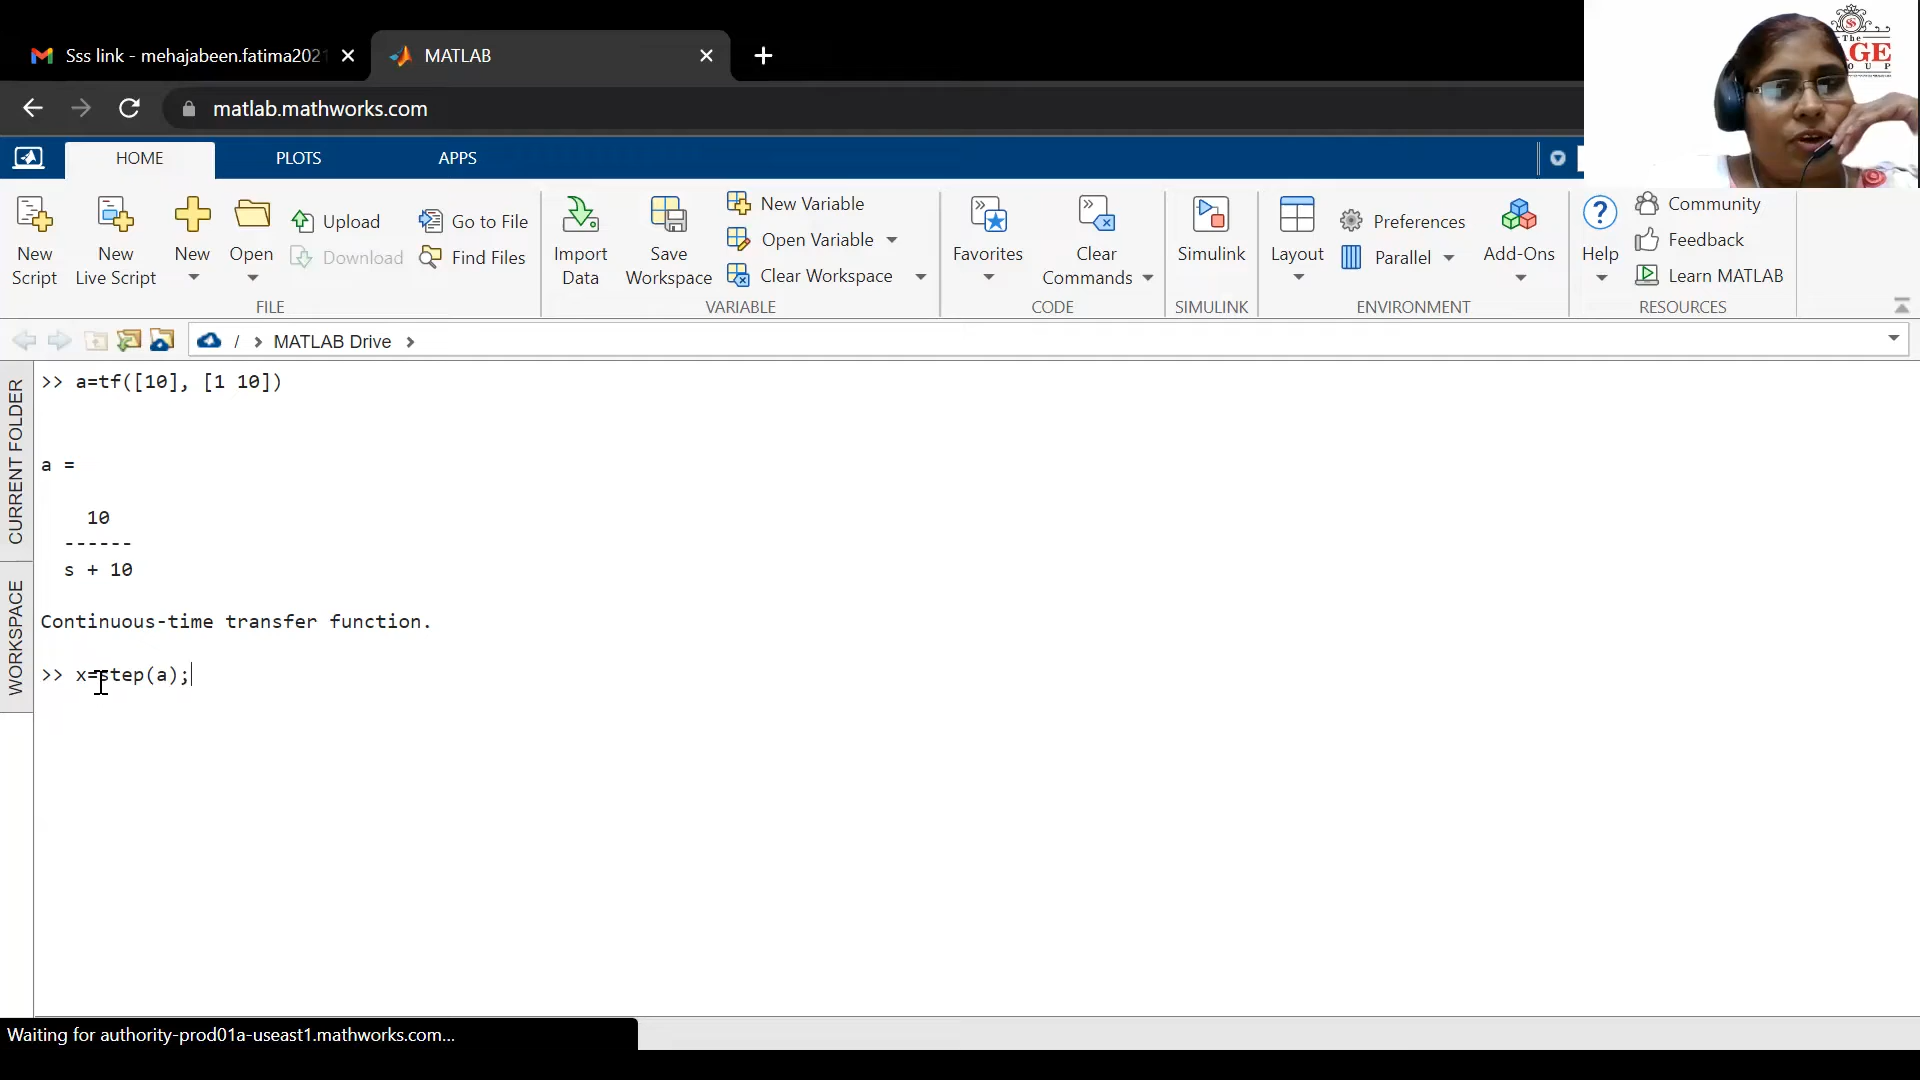 Sss link - mehajabeen.fatima2021
MATLAB
matlab.mathworks.com
The
AGE
OUP
HOME
PLOTS
APPS
New Script
New Live Script
New
Open
Upload
Download
Go to File
Find Files
FILE
Import Data
Save Workspace
New Variable
Open Variable
Clear Workspace
VARIABLE
Favorites
Clear Commands
CODE
Simulink
SIMULINK
Layout
Preferences
Parallel
Add-Ons
ENVIRONMENT
Help
Community
Feedback
Learn MATLAB
RESOURCES
/ > MATLAB Drive >
CURRENT FOLDER
WORKSPACE
>> a=tf([10], [1 10])
a =
10
------
s + 10
Continuous-time transfer function.
>> x=step(a);
Waiting for authority-prod01a-useast1.mathworks.com...